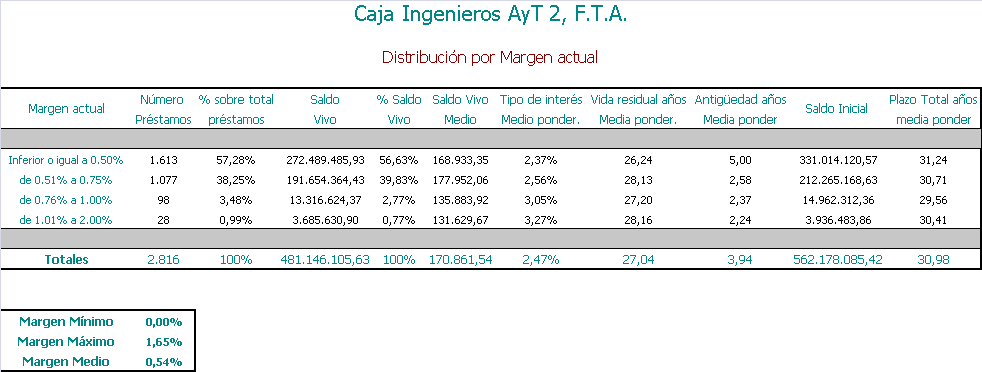 Caja Ingenieros AyT 2, F.T.A.
Distribución por Margen actual
Margen actual Número Préstamos % sobre total préstamos Saldo Vivo % Saldo Vivo Saldo Vivo Medio Tipo de interés Medio ponder. Vida residual años Media ponder. Antigüedad años Media ponder Saldo Inicial Plazo Total años media ponder
Inferior o igual a 0.50% 1.613 57,28% 272.489.485,93 56,63% 168.933,35 2,37% 26,24 5,00 331.014.120,57 31,24
de 0.51% a 0.75% 1.077 38,25% 191.654.364,43 39,83% 177.952,06 2,56% 28,13 2,58 212.265.168,63 30,71
de 0.76% a 1.00% 98 3,48% 13.316.624,37 2,77% 135.883,92 3,05% 27,20 2,37 14.962.312,36 29,56
de 1.01% a 2.00% 28 0,99% 3.685.630,90 0,77% 131.629,67 3,27% 28,16 2,24 3.936.483,86 30,41
Totales 2.816 100% 481.146.105,63 100% 170.861,54 2,47% 27,04 3,94 562.178.085,42 30,98
Margen Mínimo 0,00%
Margen Máximo 1,65%
Margen Medio 0,54%